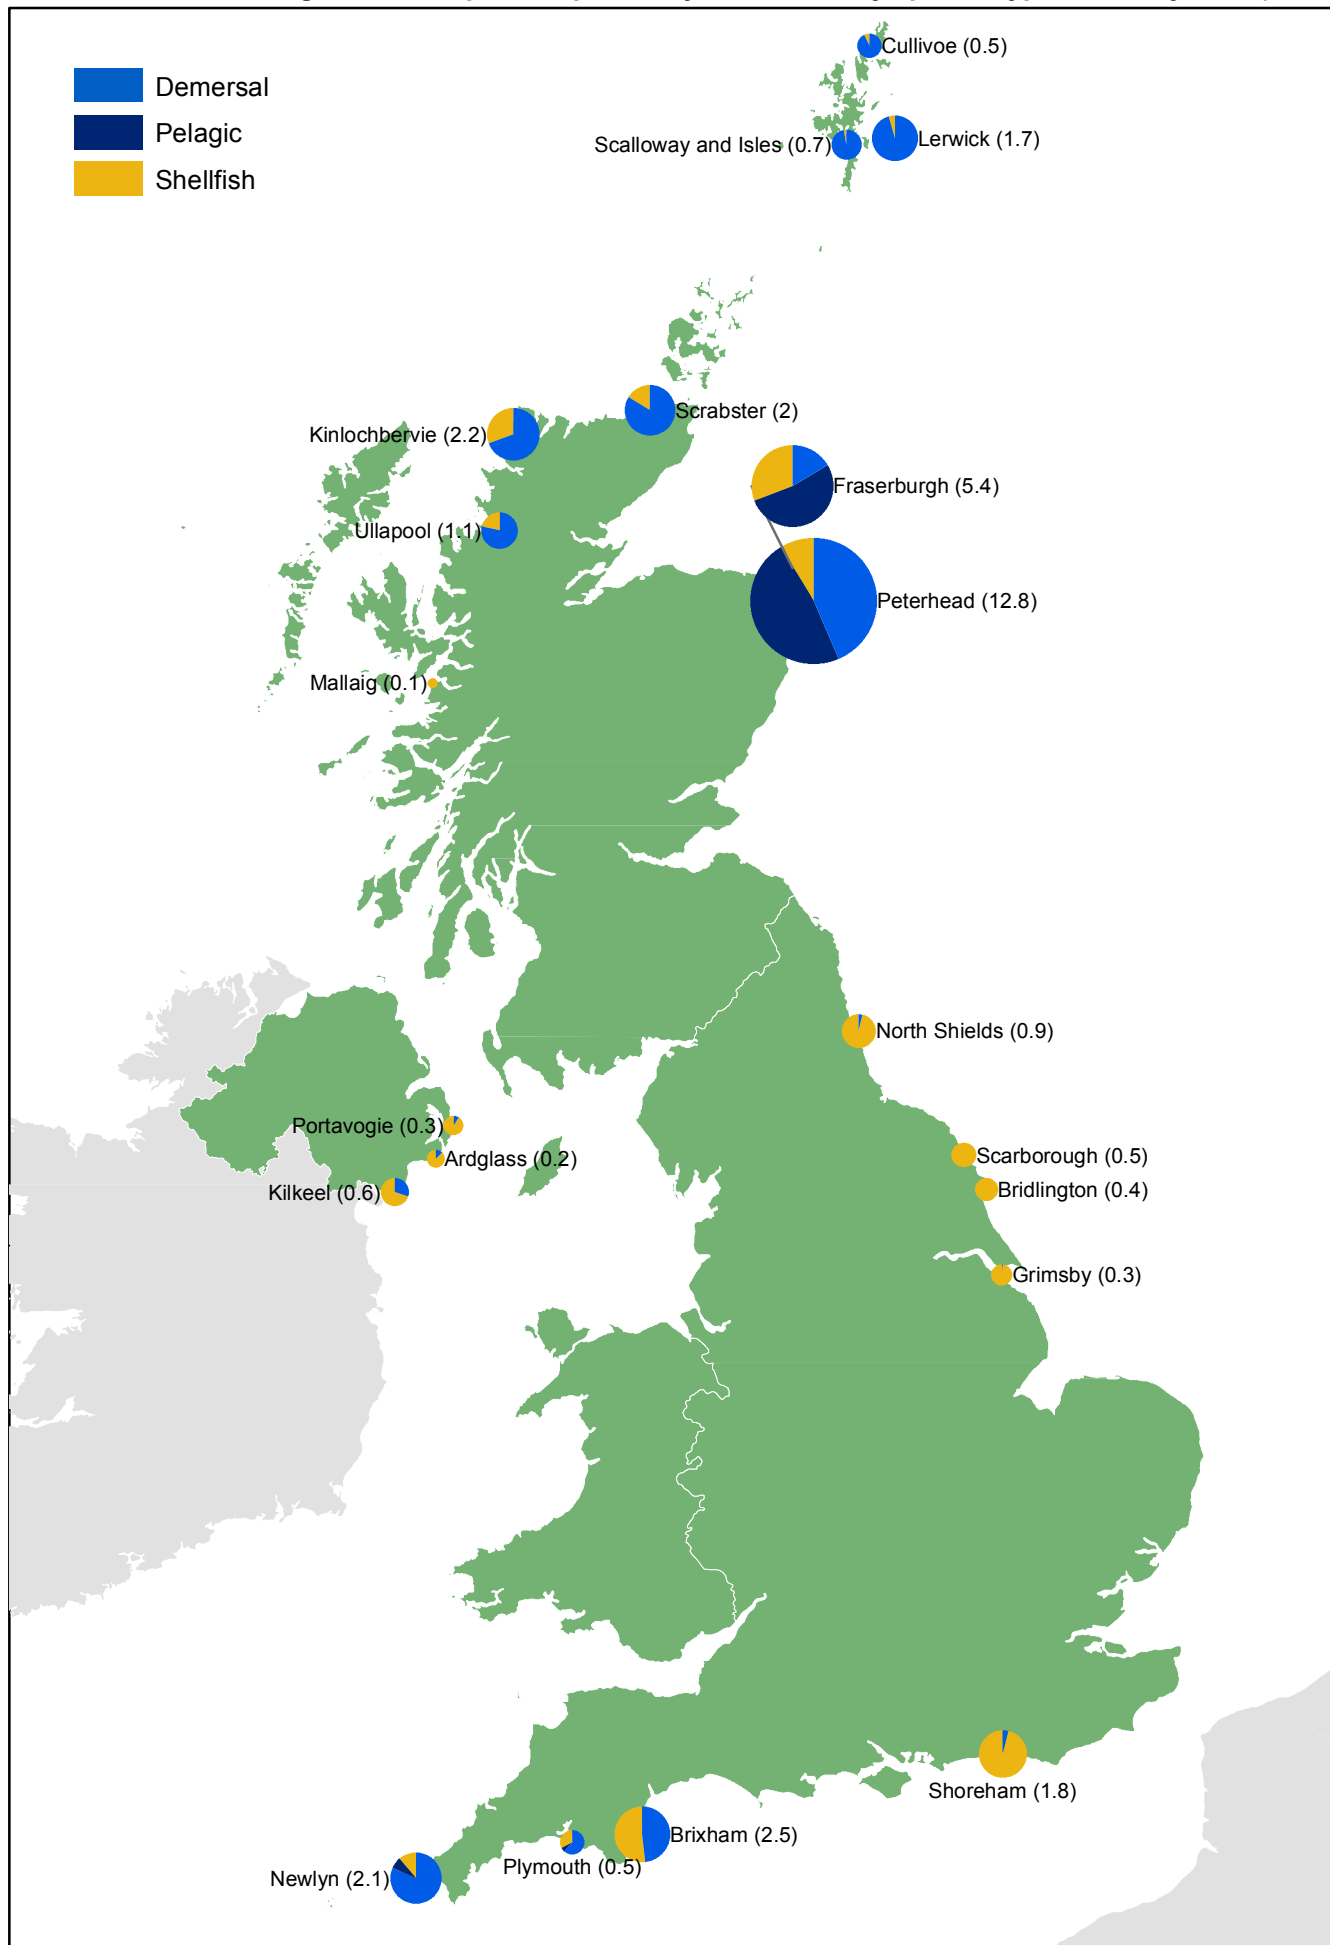 Demersal
Pelagic
Shellfish
Cullivoe (0.5)
Scalloway and Isles (0.7)
Lerwick (1.7)
Scrabster (2)
Kinlochbervie (2.2)
Fraserburgh (5.4)
Ullapool (1.1)
Peterhead (12.8)
Mallaig (0.1)
North Shields (0.9)
Portavogie (0.3)
Ardglass (0.2)
Scarborough (0.5)
Kilkeel (0.6)
Bridlington (0.4)
Grimsby (0.3)
Shoreham (1.8)
Brixham (2.5)
Plymouth (0.5)
Newlyn (2.1)